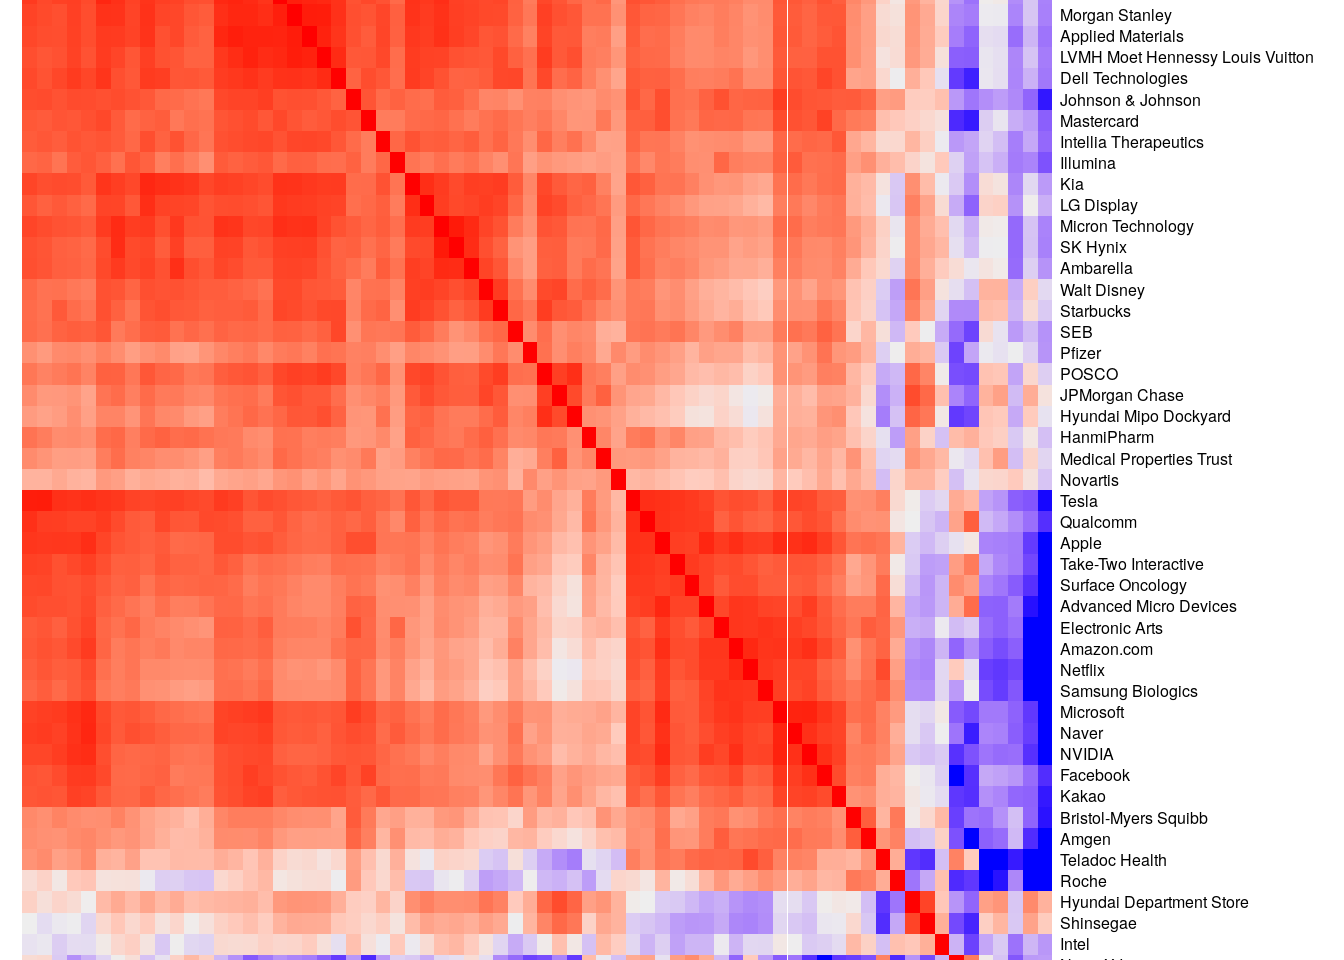 Morgan Stanley
Applied Materials
LVMH Moet Hennessy Louis Vuitton
Dell Technologies
Johnson & Johnson
Mastercard
Intellia Therapeutics
Illumina
Kia
LG Display
Micron Technology
SK Hynix
Ambarella
Walt Disney
Starbucks
SEB
Pfizer
POSCO
JPMorgan Chase
Hyundai Mipo Dockyard
HanmiPharm
Medical Properties Trust
Novartis
Tesla
Qualcomm
Apple
Take-Two Interactive
Surface Oncology
Advanced Micro Devices
Electronic Arts
Amazon.com
Netflix
Samsung Biologics
Microsoft
Naver
NVIDIA
Facebook
Kakao
Bristol-Myers Squibb
Amgen
Teladoc Health
Roche
Hyundai Department Store
Shinsegae
Intel